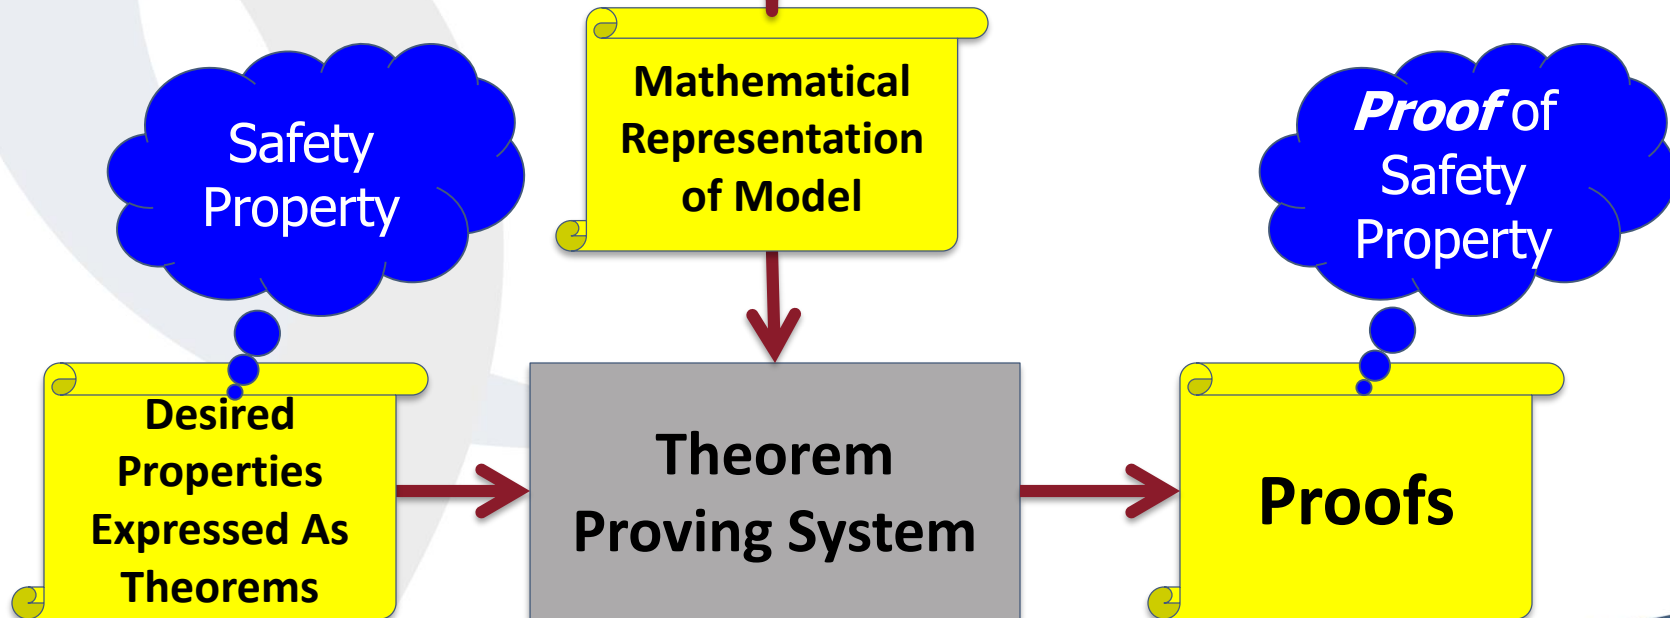 Safety
Property
Mathematical
Representation
of Model
Proof of
Safety
Property
Desired
Properties
Expressed As
Theorems
Theorem
Proving System
Proofs